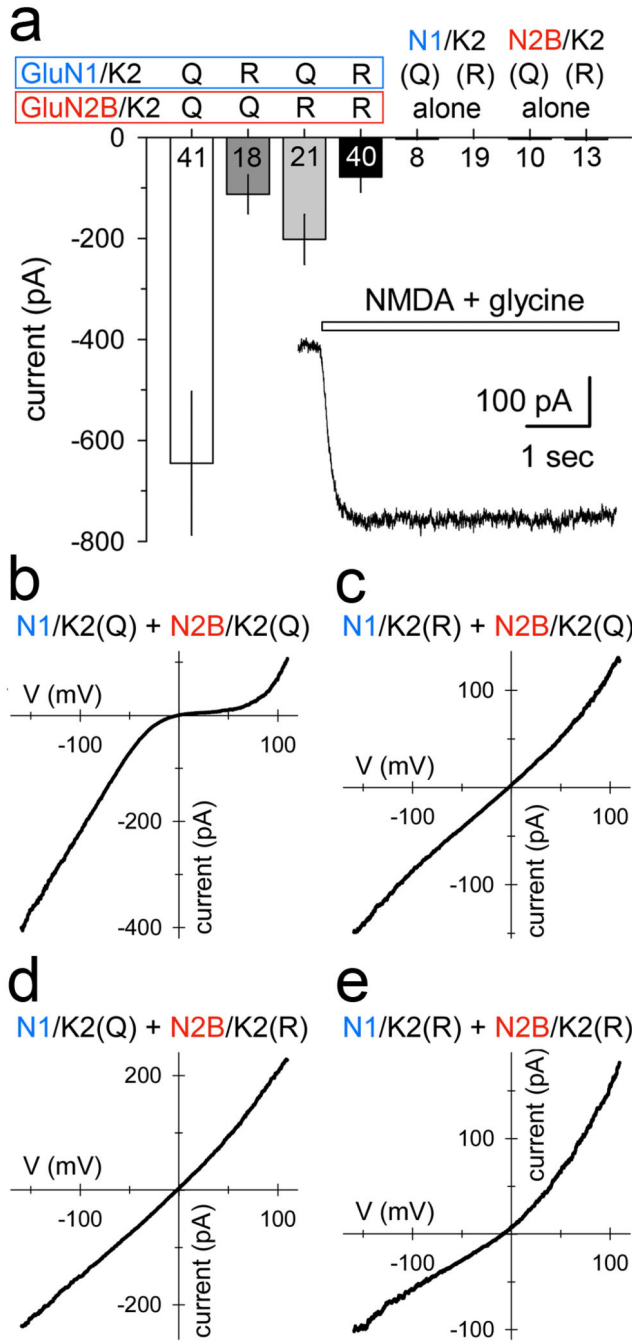 a
N1/K2 N2B/K2
GluN1/K2 Q R Q R (Q) (R) (Q) (R)
GluN2B/K2 Q Q R R alone alone
0
41 18 21 40 8 19 10 13
-200
-400
-600
-800
current (pA)
NMDA + glycine
100 pA
1 sec
b
N1/K2(Q) + N2B/K2(Q)
V (mV)
-100 100
-200
-400
current (pA)
c
N1/K2(R) + N2B/K2(Q)
100
V (mV)
-100 100
-100
current (pA)
d
N1/K2(Q) + N2B/K2(R)
200
V (mV)
-100 100
-200
current (pA)
e
N1/K2(R) + N2B/K2(R)
current (pA)
100
V (mV)
-100 100
-100